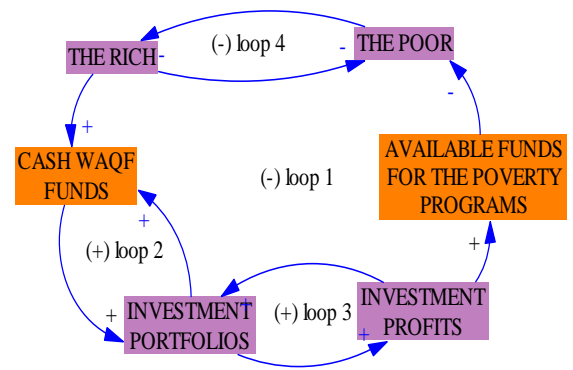 (-) loop 4
THE POOR
THE RICH
-
-
+
-
CASH WAQF
FUNDS
AVAILABLE FUNDS
FOR THE POVERTY
PROGRAMS
(-) loop 1
+
(+) loop 2
+
+
INVESTMENT
PORTFOLIOS
+
(+) loop 3
INVESTMENT
PROFITS
+